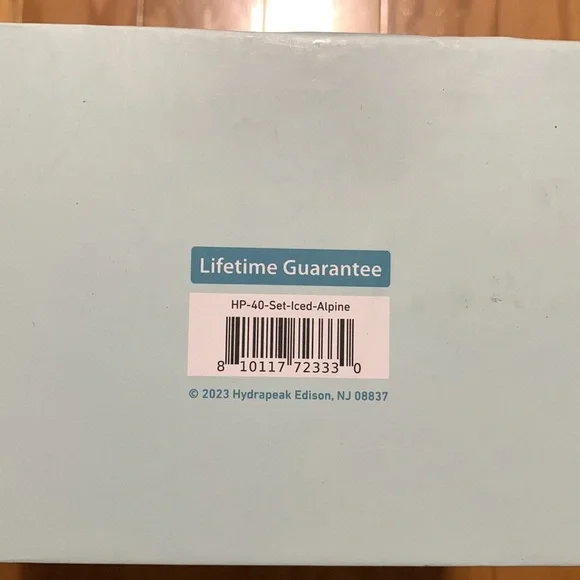 Lifetime Guarantee
HP-40-Set-Iced-Alpine
8 10117 72333 0
© 2023 Hydrapeak Edison, NJ 08837